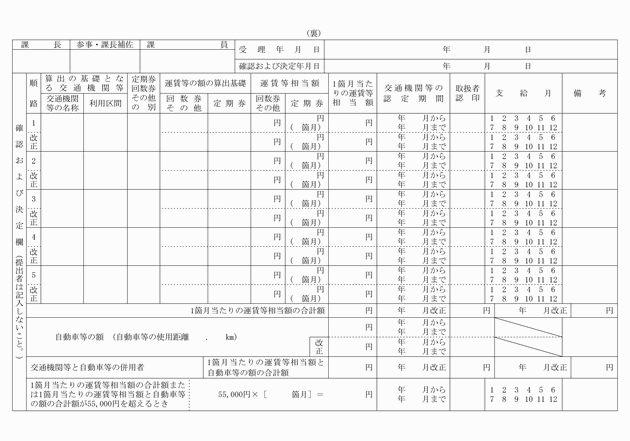 （裏）
課　　　長　参事・課長補佐　課　　　　　　員　受　理　年　月　日　　年　　月　　日
確認および決定年月日　　年　　月　　日
確認および決定欄（提出者は記入しないこと。）
順路
算出の基礎となる交通機関等
交通機関等の名称　利用区間
定期券回数券その他の別
運賃等の額の算出基礎
回数券その他　定期券
運賃等相当額
回数券その他　定期券
1箇月当たりの運賃等相当額
交通機関等の認定期間
取扱者認印
支　給　月
備　考
1　円　円（　箇月）　円　年　月から　年　月まで　1 2 3 4 5 6 7 8 9 10 11 12
改正　円　円（　箇月）　円　年　月から　年　月まで　1 2 3 4 5 6 7 8 9 10 11 12
2　円　円（　箇月）　円　年　月から　年　月まで　1 2 3 4 5 6 7 8 9 10 11 12
改正　円　円（　箇月）　円　年　月から　年　月まで　1 2 3 4 5 6 7 8 9 10 11 12
3　円　円（　箇月）　円　年　月から　年　月まで　1 2 3 4 5 6 7 8 9 10 11 12
改正　円　円（　箇月）　円　年　月から　年　月まで　1 2 3 4 5 6 7 8 9 10 11 12
4　円　円（　箇月）　円　年　月から　年　月まで　1 2 3 4 5 6 7 8 9 10 11 12
改正　円　円（　箇月）　円　年　月から　年　月まで　1 2 3 4 5 6 7 8 9 10 11 12
5　円　円（　箇月）　円　年　月から　年　月まで　1 2 3 4 5 6 7 8 9 10 11 12
改正　円　円（　箇月）　円　年　月から　年　月まで　1 2 3 4 5 6 7 8 9 10 11 12
1箇月当たりの運賃等相当額の合計額　円　年　月改正　円　年　月改正　円
自動車等の額　（自動車等の使用距離　　．　km）　円　年　月から　年　月まで
改正　円　年　月から　年　月まで
交通機関等と自動車等の併用者　1箇月当たりの運賃等相当額と自動車等の額の合計額　円　年　月改正　円　年　月改正　円
1箇月当たりの運賃等相当額の合計額また
は1箇月当たりの運賃等相当額と自動車等
の額の合計額が55,000円を超えるとき
55,000円×［　　箇月］＝　　円　年　月から　年　月まで　1 2 3 4 5 6 7 8 9 10 11 12